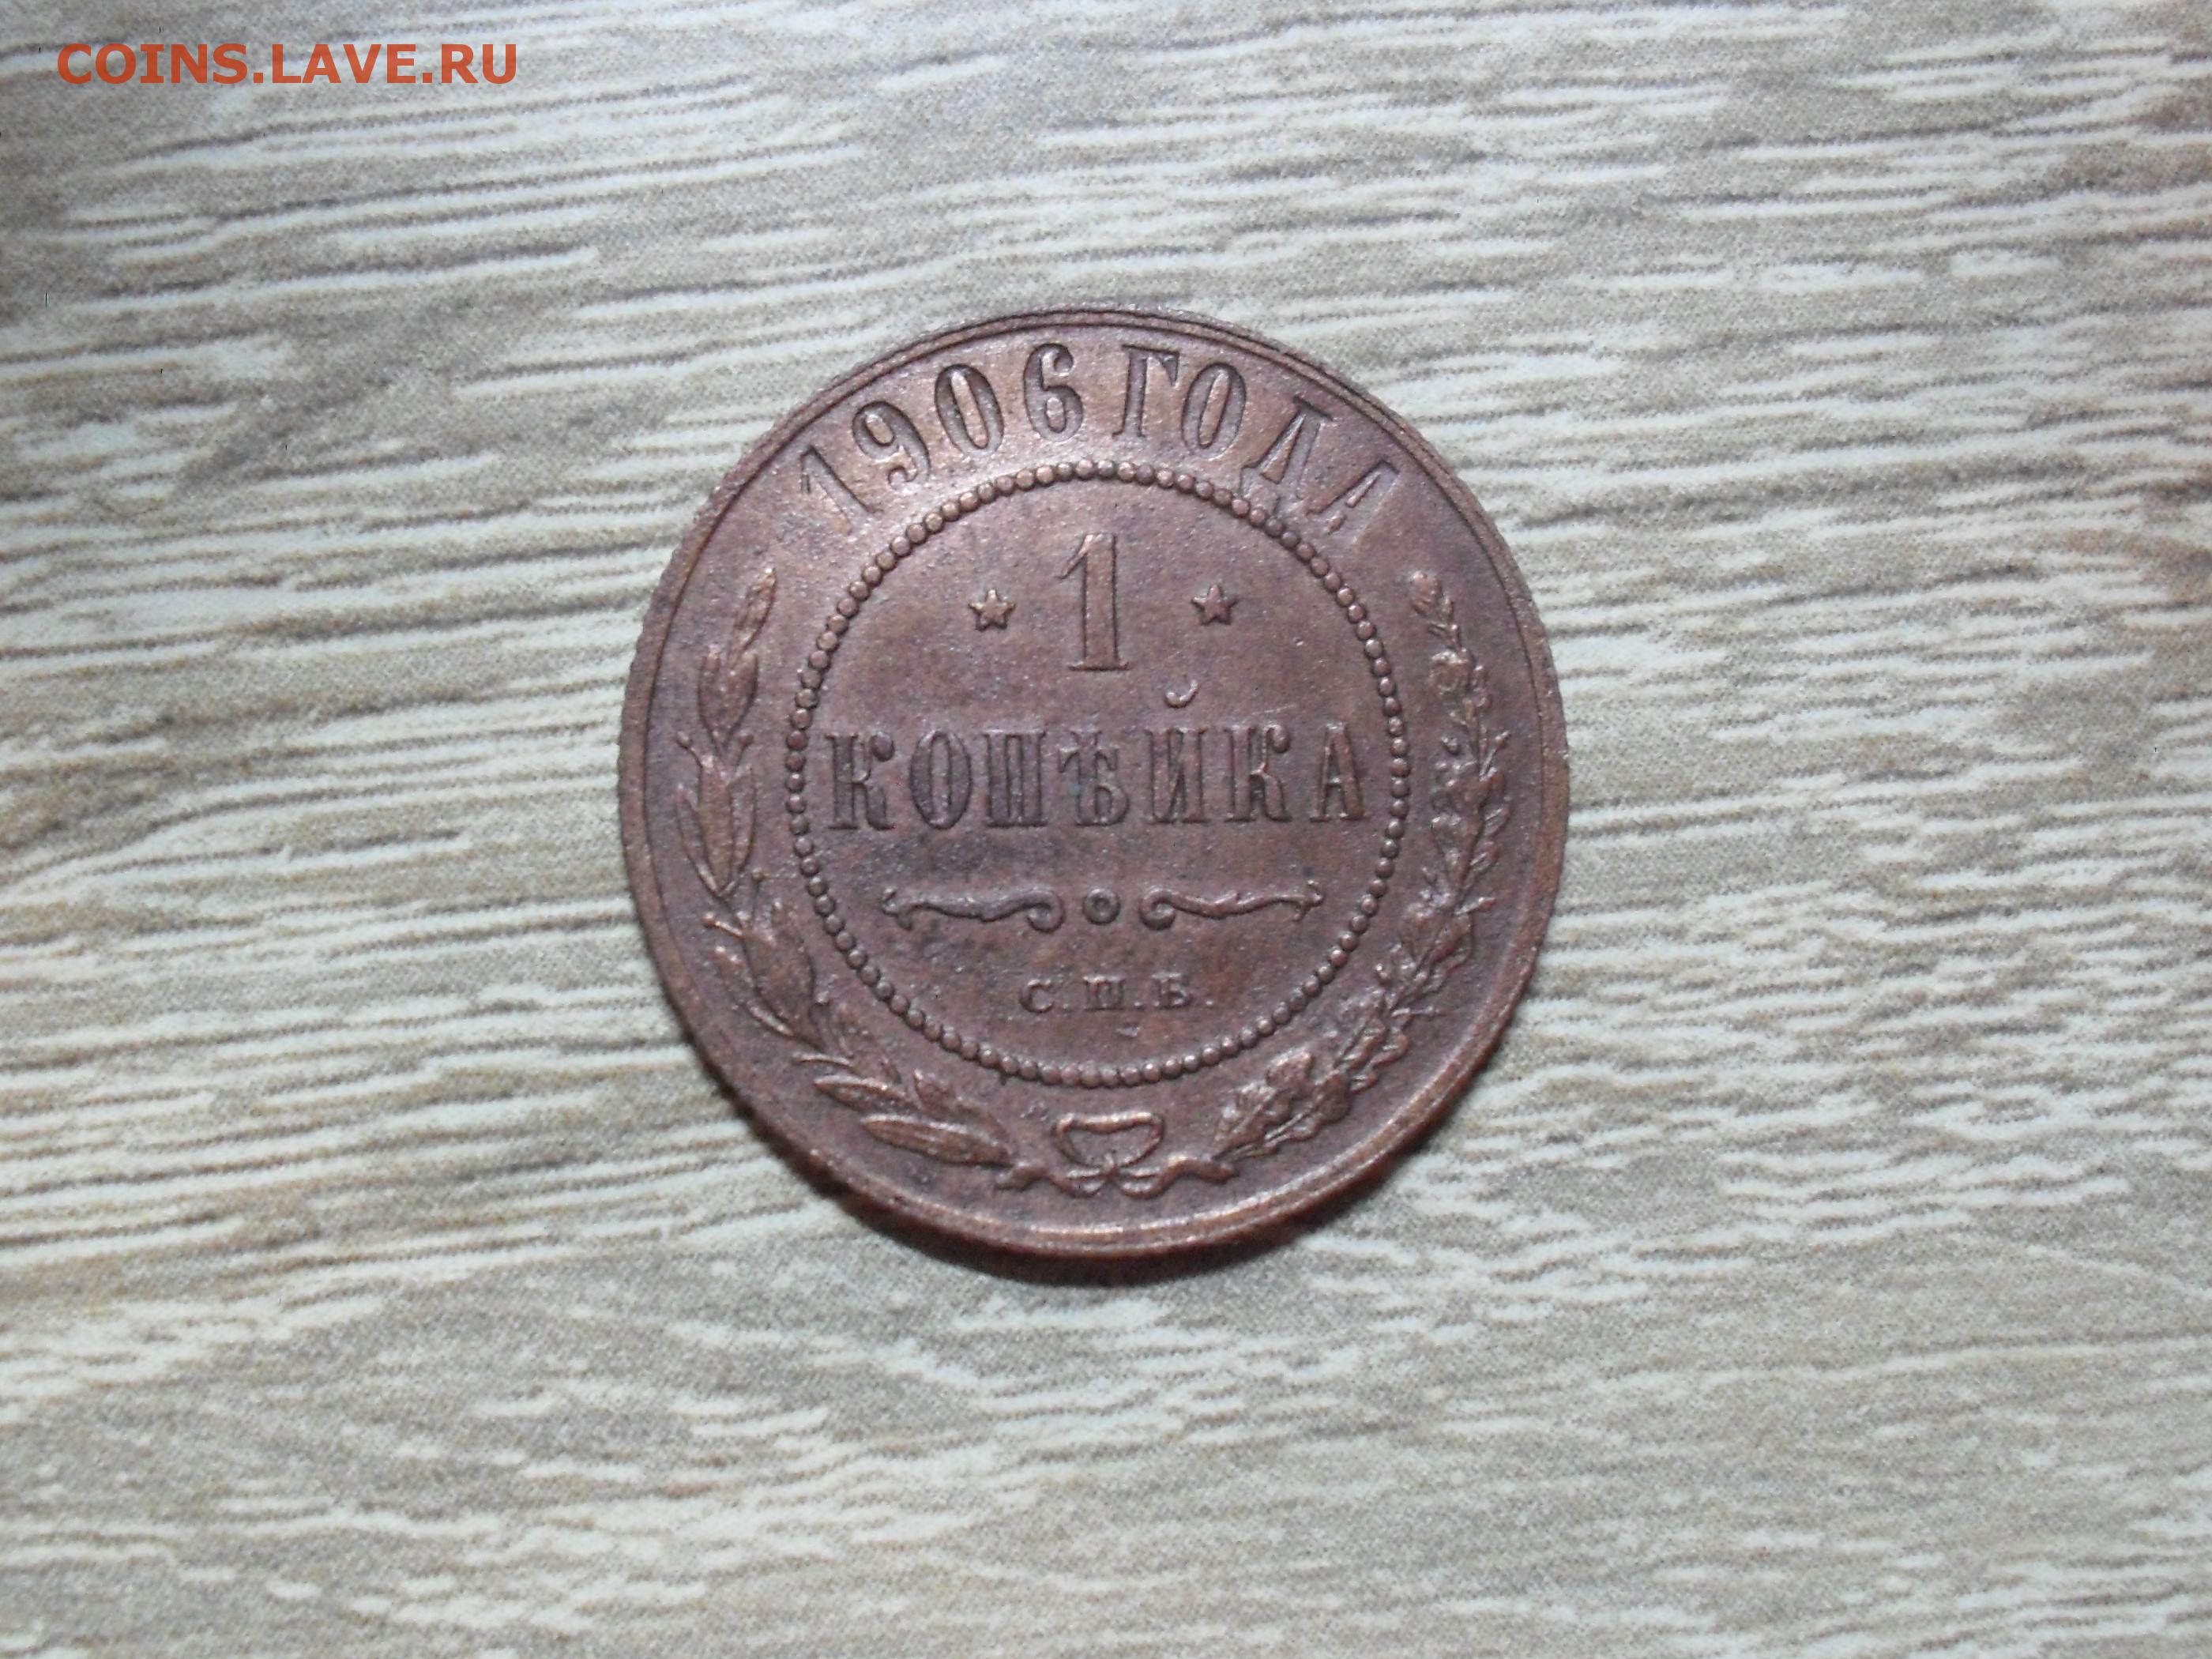 COINS.LAVE.RU
1906 ГОДА
1
КОПѢЙКА
С.П.Б.